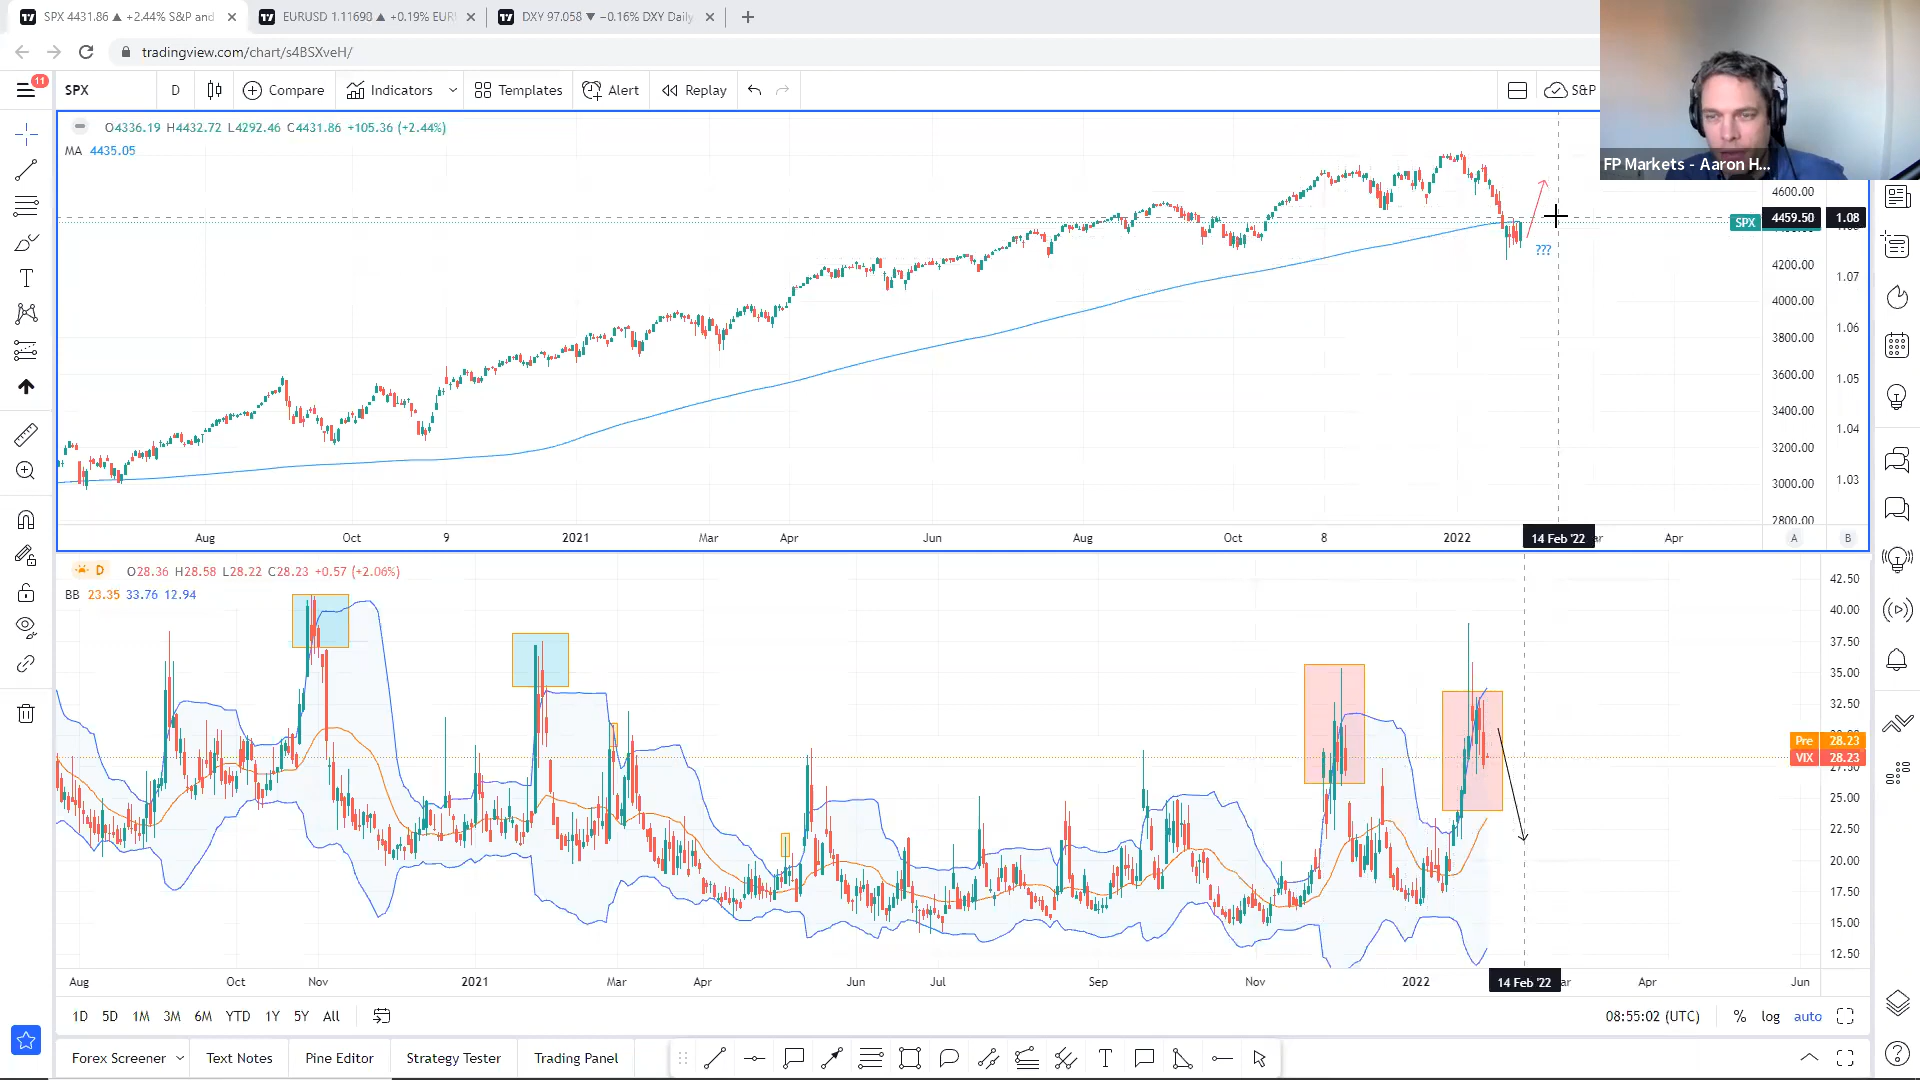 SPX 4431.86 ▲ +2.44% S&P and
EURUSD 1.11690 ▲ +0.19% EUR
DXY 97.058 ▼ −0.16% DXY Daily
tradingview.com/chart/s4BSXveH/
11
SPX D Compare Indicators Templates Alert Replay S&P
O4336.19 H4432.72 L4292.46 C4431.86 +105.36 (+2.44%)
MA 4435.05
FP Markets - Aaron H...
4600.00
SPX 4459.50 1.08
???
4200.00 1.07
4000.00
1.06
3800.00
3600.00 1.05
3400.00
1.04
3200.00
3000.00 1.03
2800.00
Aug Oct 9 2021 Mar Apr Jun Aug Oct 8 2022 14 Feb '22 Apr A B
D O28.36 H28.58 L28.22 C28.23 +0.57 (+2.06%)
BB 23.35 33.76 12.94
42.50
40.00
37.50
35.00
32.50
Pre 28.23
VIX 28.23
27.50
25.00
22.50
20.00
17.50
15.00
12.50
Aug Oct Nov 2021 Mar Apr Jun Jul Sep Nov 2022 14 Feb '22 Apr Jun
1D 5D 1M 3M 6M YTD 1Y 5Y All 08:55:02 (UTC) % log auto
Forex Screener Text Notes Pine Editor Strategy Tester Trading Panel